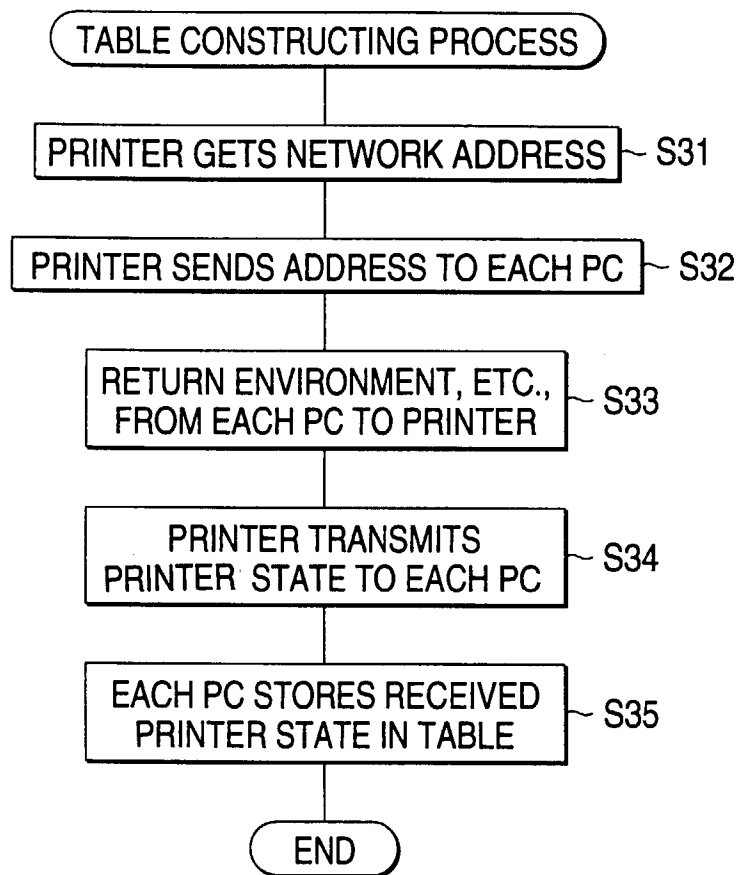 TABLE CONSTRUCTING PROCESS
PRINTER GETS NETWORK ADDRESS
S31
PRINTER SENDS ADDRESS TO EACH PC
S32
RETURN ENVIRONMENT, ETC.,
FROM EACH PC TO PRINTER
S33
PRINTER TRANSMITS
PRINTER STATE TO EACH PC
S34
EACH PC STORES RECEIVED
PRINTER STATE IN TABLE
S35
END